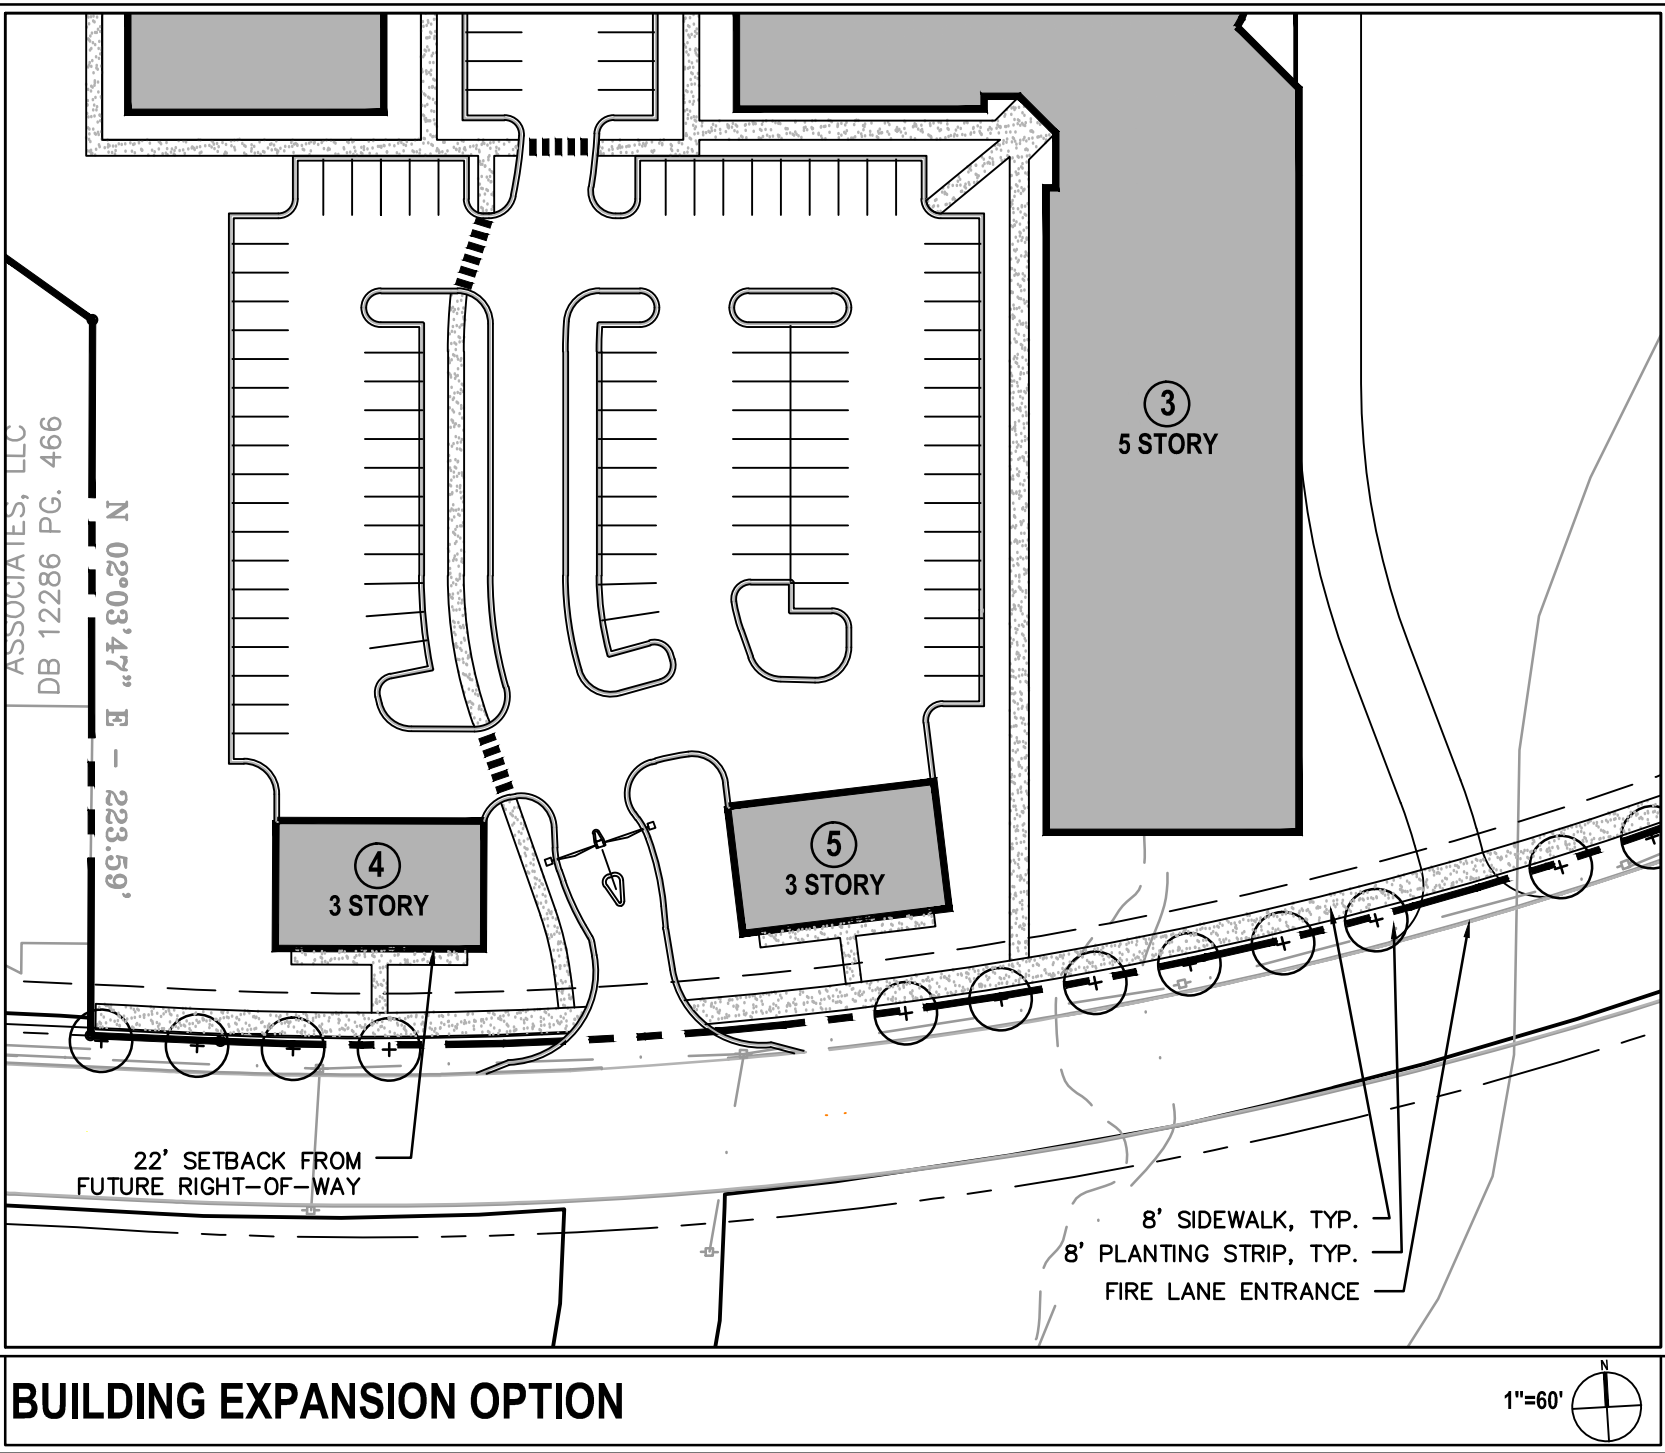 3
5 STORY
ASSOCIATES, LLC
DB 12286 PG. 466
N 02°03'47" E - 223.59'
4
3 STORY
5
3 STORY
22' SETBACK FROM
FUTURE RIGHT-OF-WAY
8' SIDEWALK, TYP.
8' PLANTING STRIP, TYP.
FIRE LANE ENTRANCE
BUILDING EXPANSION OPTION
1"=60'
N